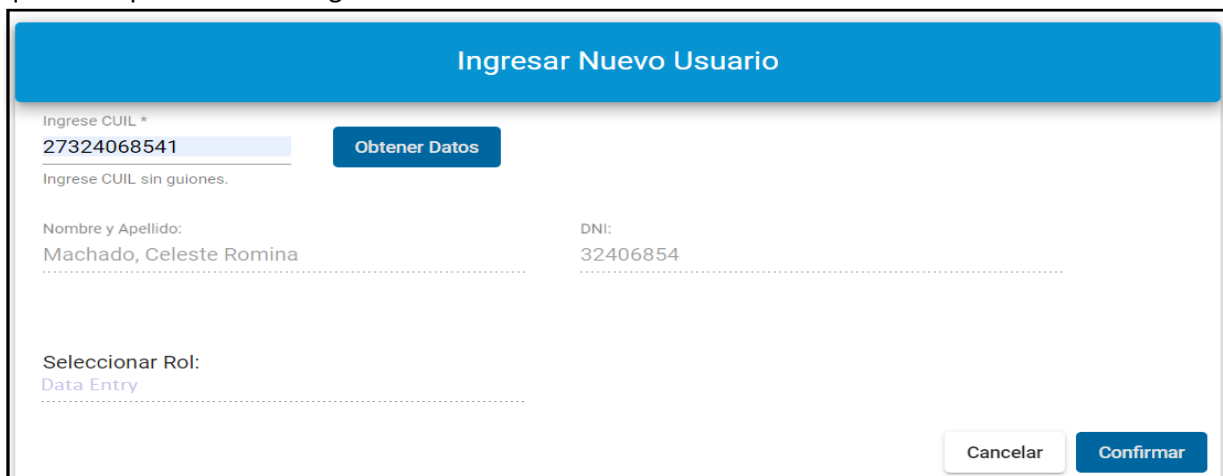 Ingresar Nuevo Usuario
Ingrese CUIL *
27324068541
Obtener Datos
Ingrese CUIL sin guiones.
Nombre y Apellido:
DNI:
Machado, Celeste Romina
32406854
Seleccionar Rol:
Data Entry
Cancelar
Confirmar